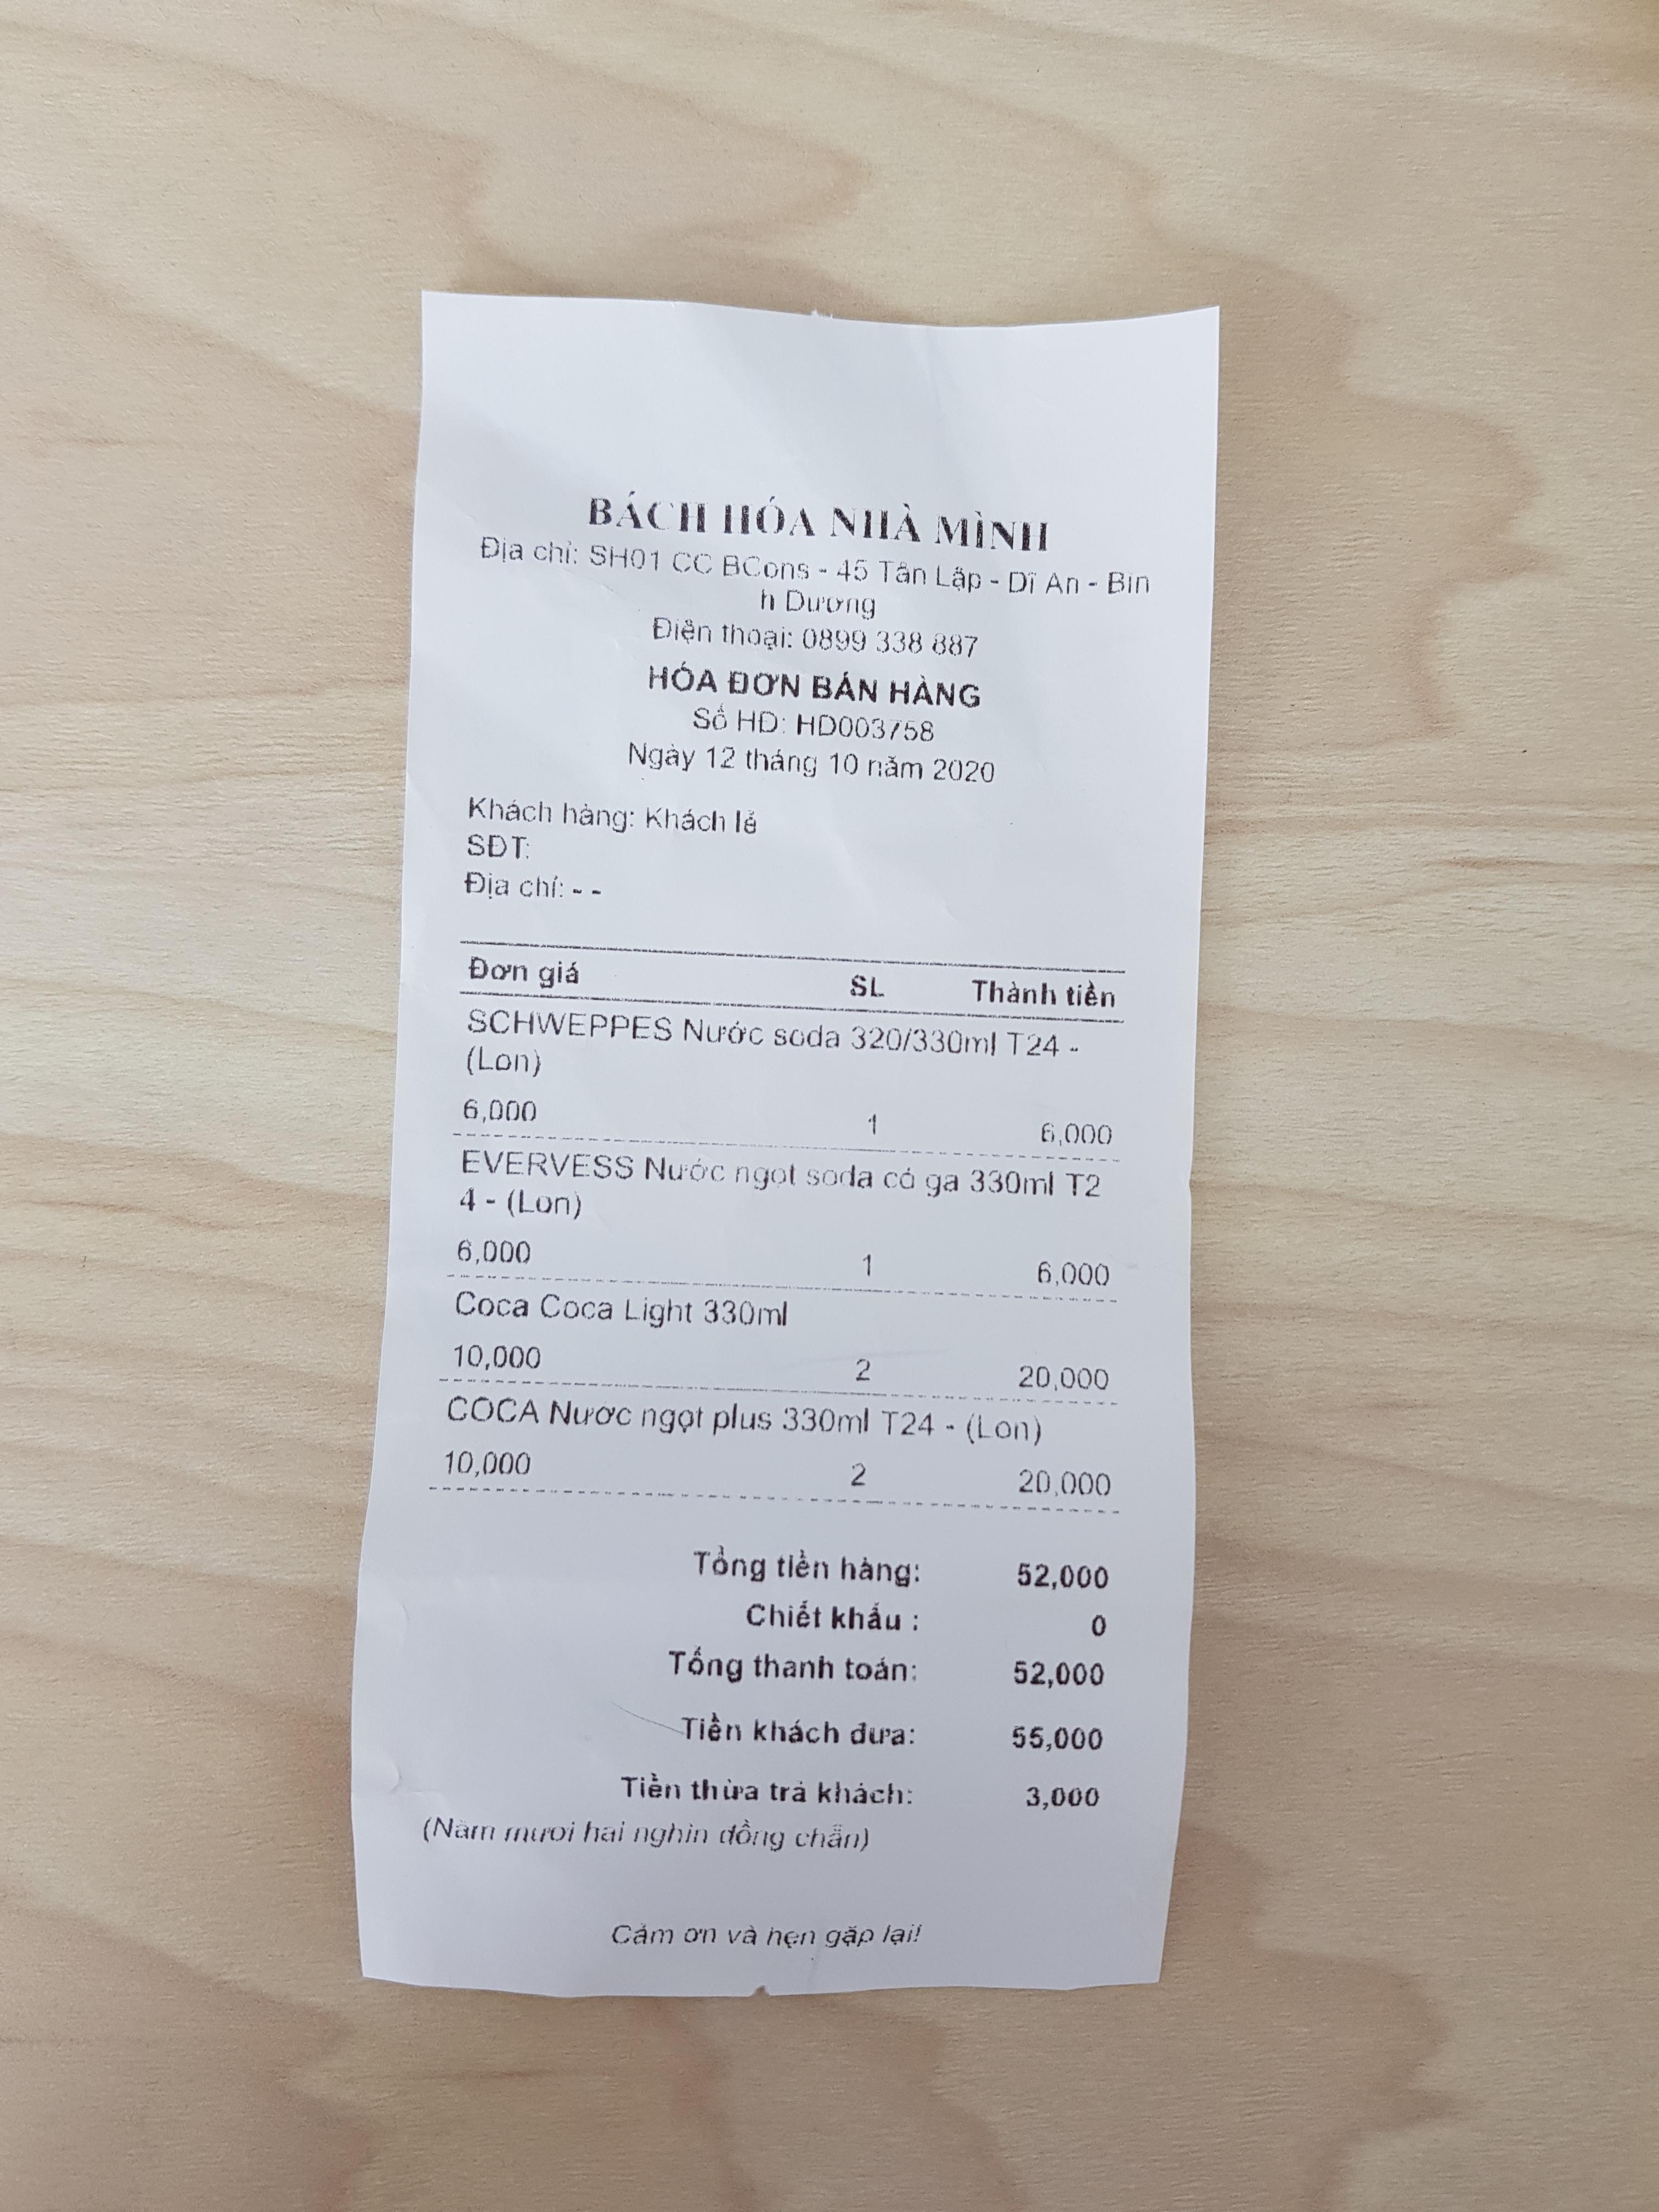 BÁCH HÓA NHÀ MÌNH
Địa chỉ: SH01 CC BCons - 45 Tân Lập - Dĩ An - Bìn
h Dương
Điện thoại: 0899 338 887
HÓA ĐƠN BÁN HÀNG
Số HĐ: HD003758
Ngày 12 tháng 10 năm 2020
Khách hàng: Khách lẻ
SĐT:
Địa chỉ: - -
Đơn giá SL Thành tiền
SCHWEPPES Nước soda 320/330ml T24 -
(Lon)
6,000 1 6,000
EVERVESS Nước ngọt soda có ga 330ml T2
4 - (Lon)
6,000 1 6,000
Coca Coca Light 330ml
10,000 2 20,000
COCA Nước ngọt plus 330ml T24 - (Lon)
10,000 2 20,000
Tổng tiền hàng: 52,000
Chiết khấu : 0
Tổng thanh toán: 52,000
Tiền khách đưa: 55,000
Tiền thừa trả khách: 3,000
(Năm mươi hai nghìn đồng chẵn)
Cảm ơn và hẹn gặp lại!